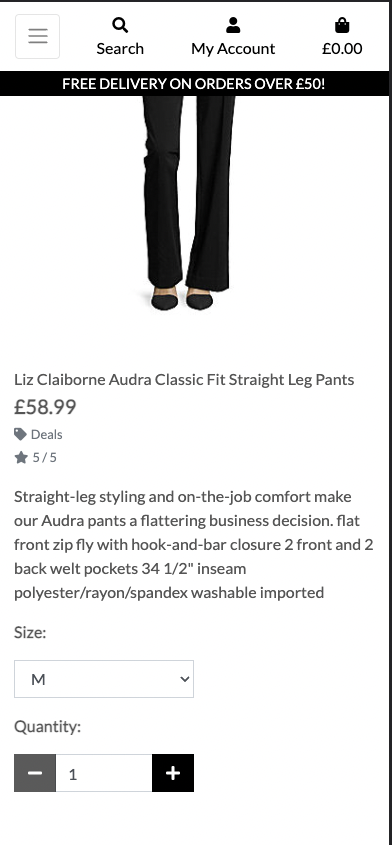 Search
My Account
£0.00
FREE DELIVERY ON ORDERS OVER £50!
Liz Claiborne Audra Classic Fit Straight Leg Pants
£58.99
Deals
5 / 5
Straight-leg styling and on-the-job comfort make
our Audra pants a flattering business decision. flat
front zip fly with hook-and-bar closure 2 front and 2
back welt pockets 34 1/2" inseam
polyester/rayon/spandex washable imported
Size:
M
Quantity:
1